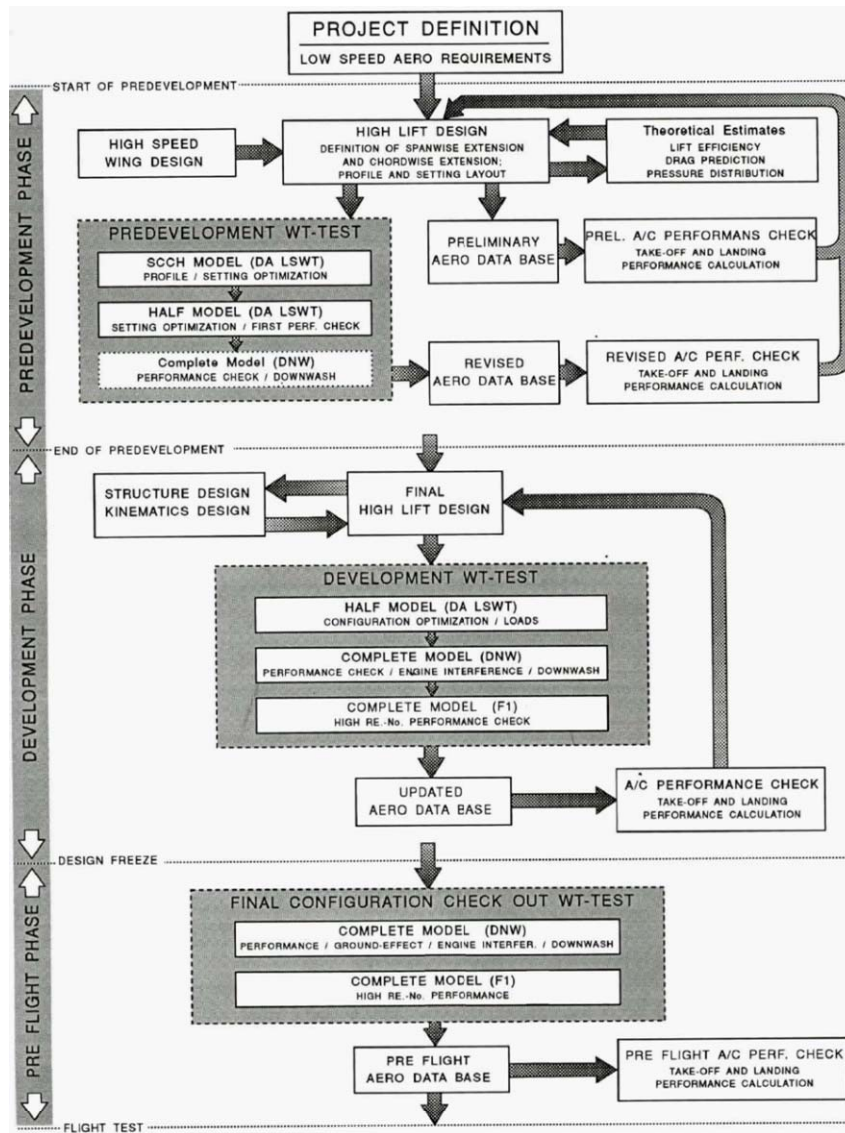 PROJECT DEFINITION
LOW SPEED AERO REQUIREMENTS
START OF PREDEVELOPMENT
PREDEVELOPMENT PHASE
HIGH SPEED
WING DESIGN
HIGH LIFT DESIGN
DEFINITION OF SPANWISE EXTENSION
AND CHORDWISE EXTENSION;
PROFILE AND SETTING LAYOUT
Theoretical Estimates
LIFT EFFICIENCY
DRAG PREDICTION
PRESSURE DISTRIBUTION
PREDEVELOPMENT WT-TEST
SCCH MODEL (DA LSWT)
PROFILE / SETTING OPTIMIZATION
HALF MODEL (DA LSWT)
SETTING OPTIMIZATION / FIRST PERF. CHECK
Complete Model (DNW)
PERFORMANCE CHECK / DOWNWASH
PRELIMINARY
AERO DATA BASE
PREL. A/C PERFORMANS CHECK
TAKE-OFF AND LANDING
PERFORMANCE CALCULATION
REVISED
AERO DATA BASE
REVISED A/C PERF. CHECK
TAKE-OFF AND LANDING
PERFORMANCE CALCULATION
END OF PREDEVELOPMENT
DEVELOPMENT PHASE
STRUCTURE DESIGN
KINEMATICS DESIGN
FINAL
HIGH LIFT DESIGN
DEVELOPMENT WT-TEST
HALF MODEL (DA LSWT)
CONFIGURATION OPTIMIZATION / LOADS
COMPLETE MODEL (DNW)
PERFORMANCE CHECK / ENGINE INTERFERENCE / DOWNWASH
COMPLETE MODEL (F1)
HIGH RE.-No. PERFORMANCE CHECK
UPDATED
AERO DATA BASE
A/C PERFORMANCE CHECK
TAKE-OFF AND LANDING
PERFORMANCE CALCULATION
DESIGN FREEZE
PRE FLIGHT PHASE
FINAL CONFIGURATION CHECK OUT WT-TEST
COMPLETE MODEL (DNW)
PERFORMANCE / GROUND-EFFECT / ENGINE INTERFER. / DOWNWASH
COMPLETE MODEL (F1)
HIGH RE.-No. PERFORMANCE
PRE FLIGHT
AERO DATA BASE
PRE FLIGHT A/C PERF. CHECK
TAKE-OFF AND LANDING
PERFORMANCE CALCULATION
FLIGHT TEST